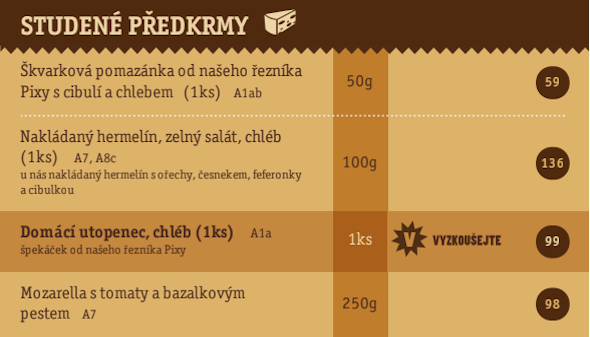 STUDENÉ PŘEDKRMY
Škvarková pomazánka od našeho řezníka
Pixy s cibulí a chlebem (1ks) A1ab
50g
59
Nakládaný hermelín, zelný salát, chléb
(1ks) A7, A8c
u nás nakládaný hermelín s ořechy, česnekem, feferonky
a cibulkou
100g
136
Domácí utopenec, chléb (1ks) A1a
špekáček od našeho řezníka Pixy
1ks
V VYZKOUŠEJTE
99
Mozarella s tomaty a bazalkovým
pestem A7
250g
98